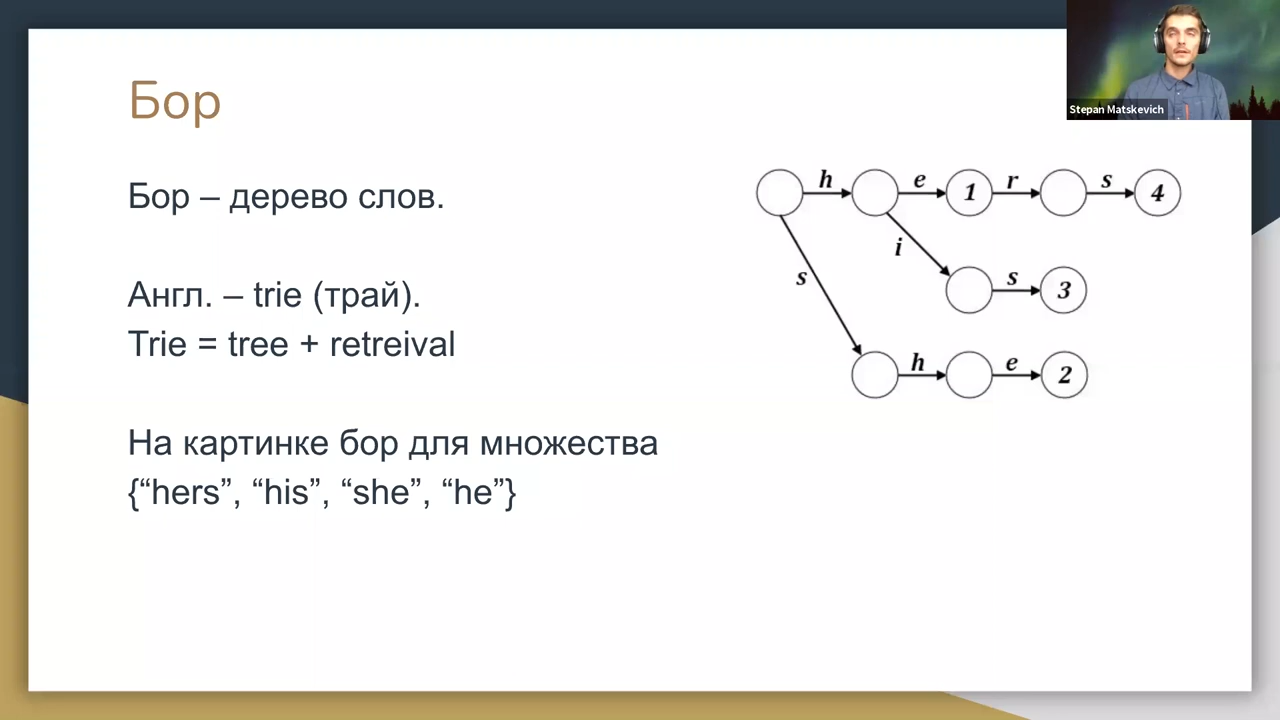 Бор
Stepan Matskevich
Бор – дерево слов.
Англ. – trie (трай).
Trie = tree + retreival
На картинке бор для множества
{“hers”, “his”, “she”, “he”}
h e 1 r s 4
i
s
s 3
h e 2